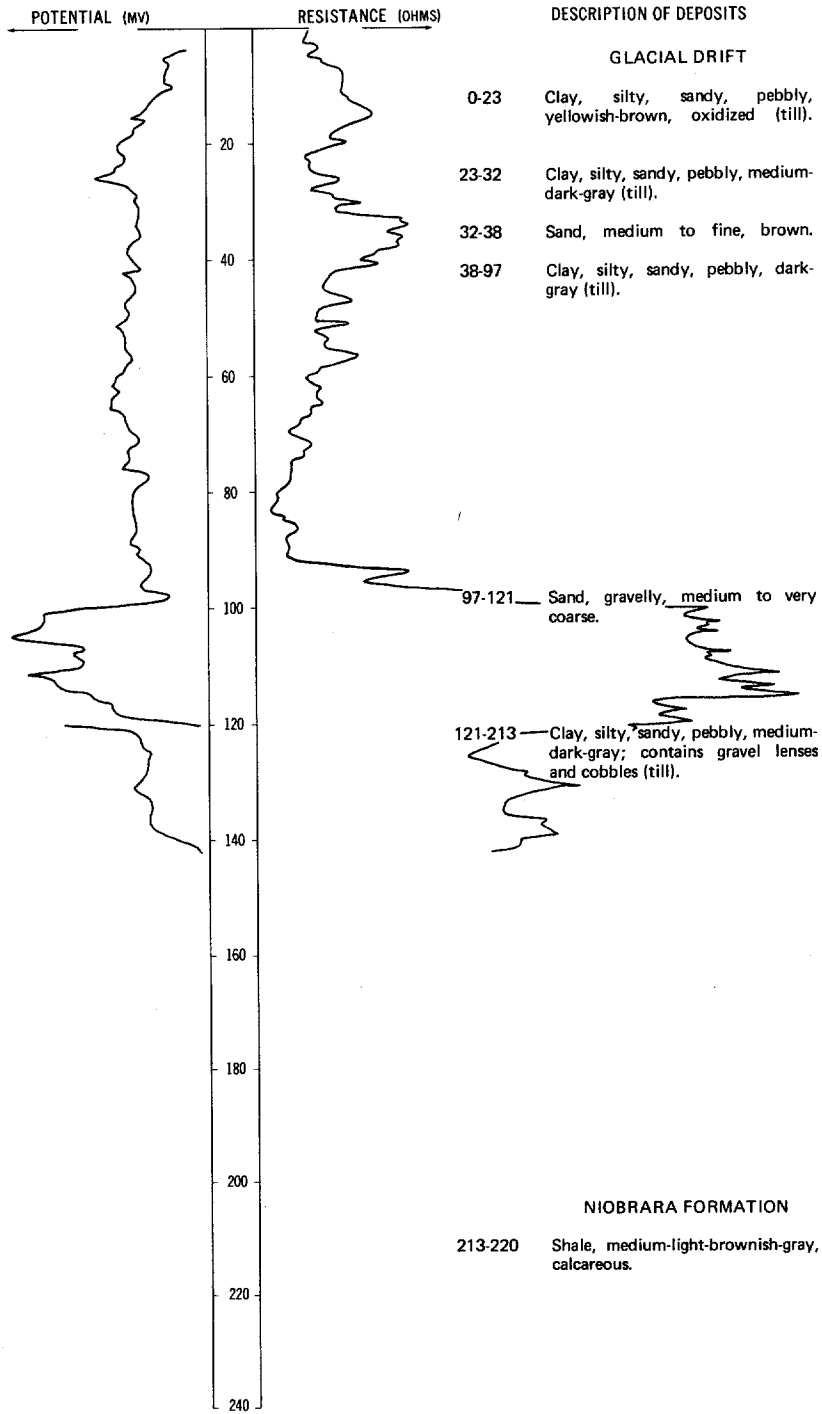 POTENTIAL (MV) RESISTANCE (OHMS) DESCRIPTION OF DEPOSITS
GLACIAL DRIFT
0-23 Clay, silty, sandy, pebbly,
yellowish-brown, oxidized (till).
20
23-32 Clay, silty, sandy, pebbly, medium-
dark-gray (till).
32-38 Sand, medium to fine, brown.
40
38-97 Clay, silty, sandy, pebbly, dark-
gray (till).
60
80
97-121 Sand, gravelly, medium to very
100
coarse.
120
121-213 Clay, silty, sandy, pebbly, medium-
dark-gray; contains gravel lenses
and cobbles (till).
140
160
180
200
NIOBRARA FORMATION
213-220 Shale, medium-light-brownish-gray,
calcareous.
220
240